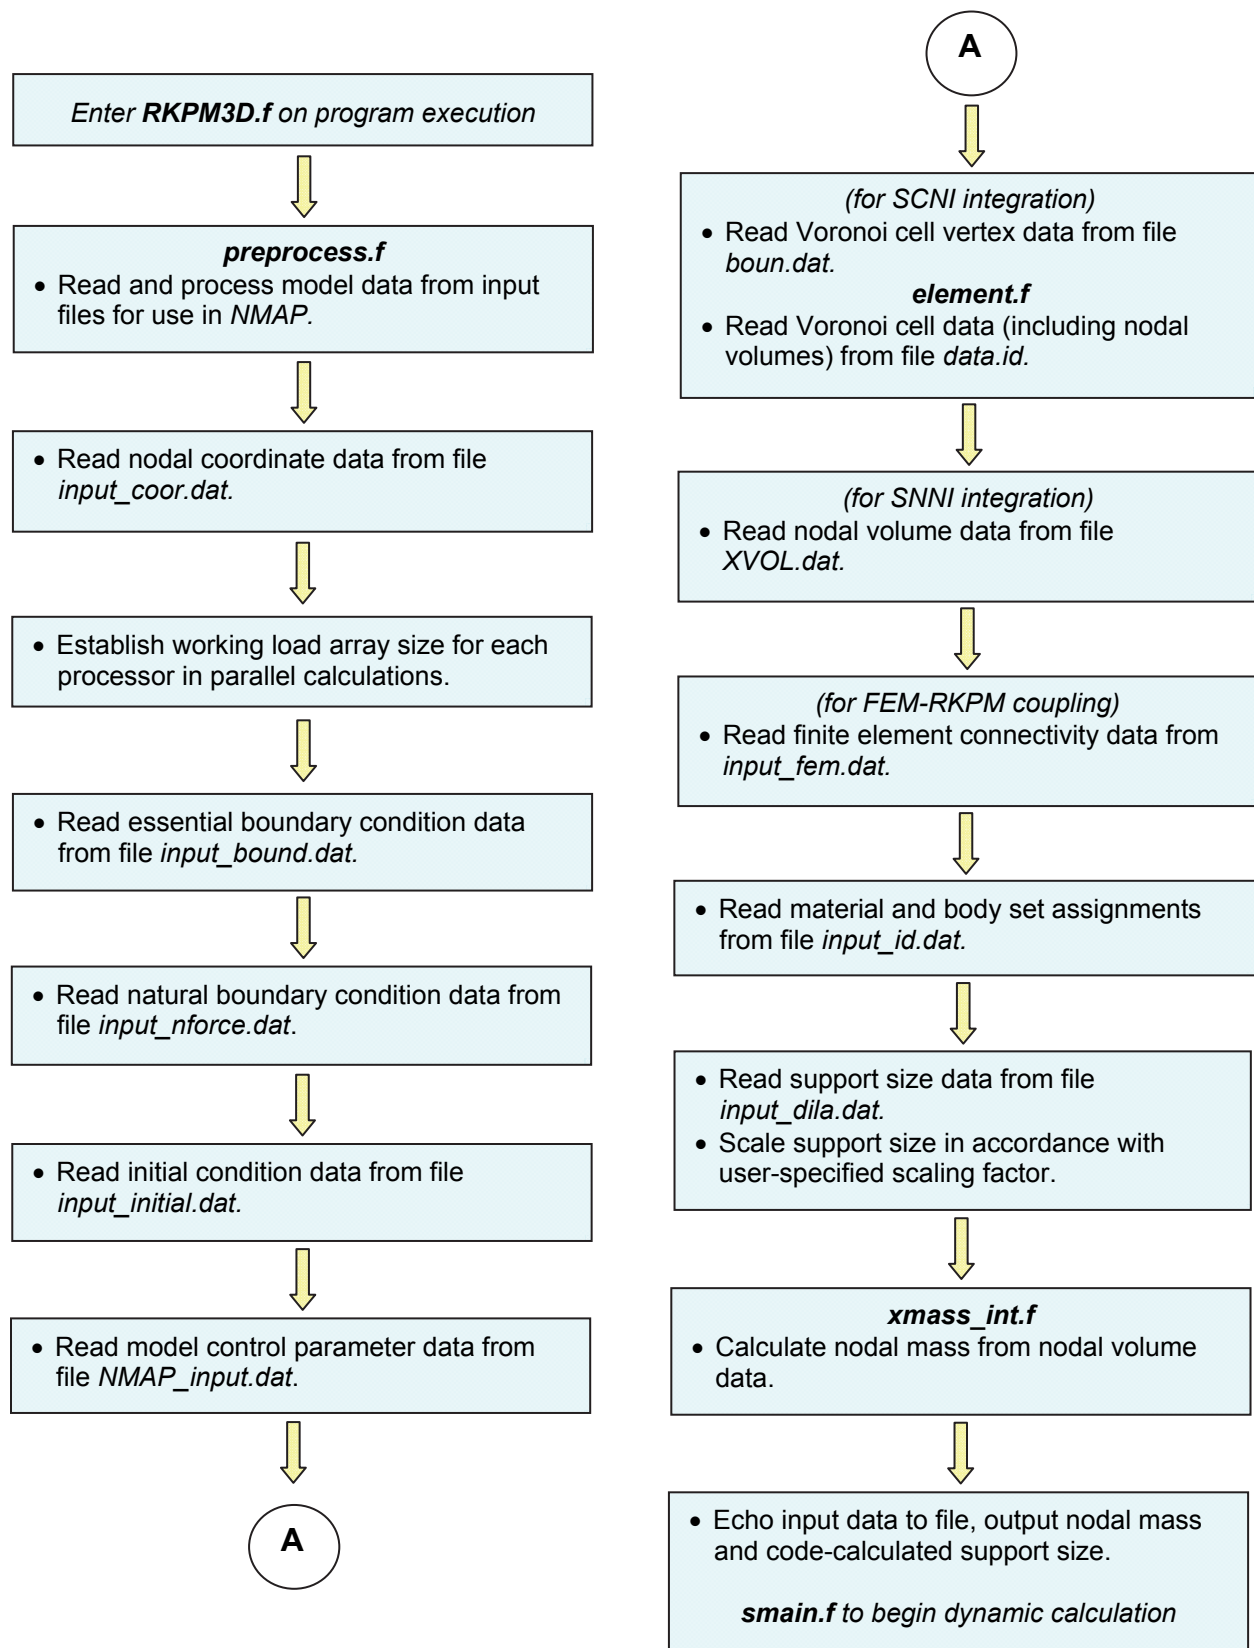 Enter RKPM3D.f on program execution
preprocess.f
• Read and process model data from input
files for use in NMAP.
• Read nodal coordinate data from file
input_coor.dat.
• Establish working load array size for each
processor in parallel calculations.
• Read essential boundary condition data
from file input_bound.dat.
• Read natural boundary condition data from
file input_nforce.dat.
• Read initial condition data from file
input_initial.dat.
• Read model control parameter data from
file NMAP_input.dat.
A
A
(for SCNI integration)
• Read Voronoi cell vertex data from file
boun.dat.
element.f
• Read Voronoi cell data (including nodal
volumes) from file data.id.
(for SNNI integration)
• Read nodal volume data from file
XVOL.dat.
(for FEM-RKPM coupling)
• Read finite element connectivity data from
input_fem.dat.
• Read material and body set assignments
from file input_id.dat.
• Read support size data from file
input_dila.dat.
• Scale support size in accordance with
user-specified scaling factor.
xmass_int.f
• Calculate nodal mass from nodal volume
data.
• Echo input data to file, output nodal mass
and code-calculated support size.
smain.f to begin dynamic calculation